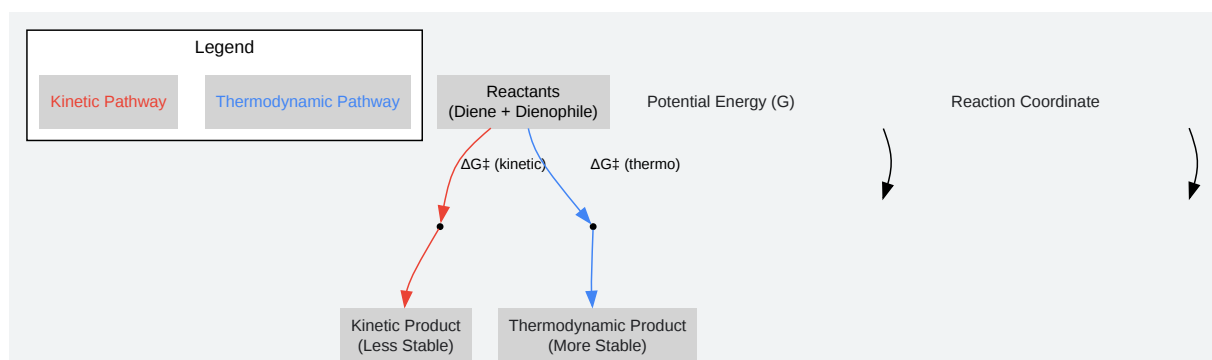 Legend
Kinetic Pathway
Thermodynamic Pathway
Reactants
(Diene + Dienophile)
Potential Energy (G)
Reaction Coordinate
ΔG‡ (kinetic)
ΔG‡ (thermo)
Kinetic Product
(Less Stable)
Thermodynamic Product
(More Stable)